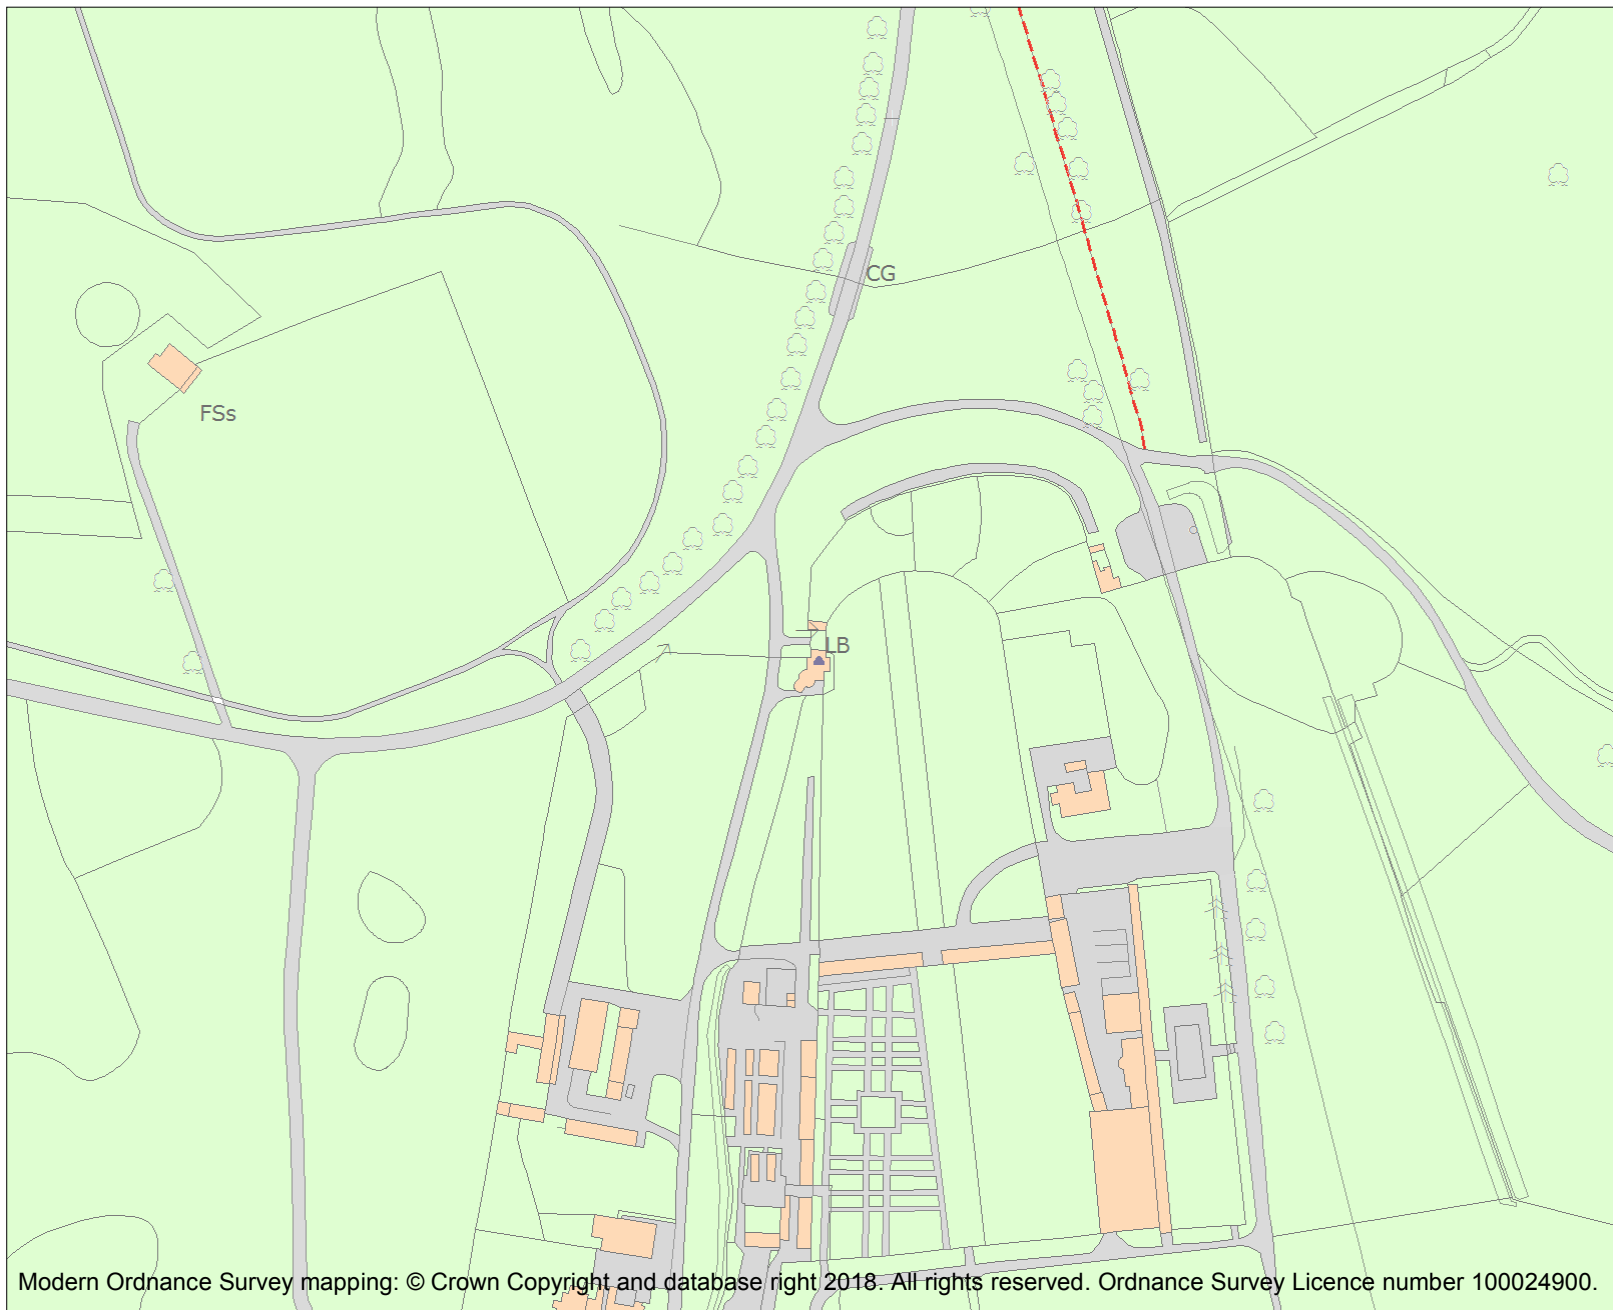 CG
FSs
LB
Modern Ordnance Survey mapping: © Crown Copyright and database right 2018. All rights reserved. Ordnance Survey Licence number 100024900.